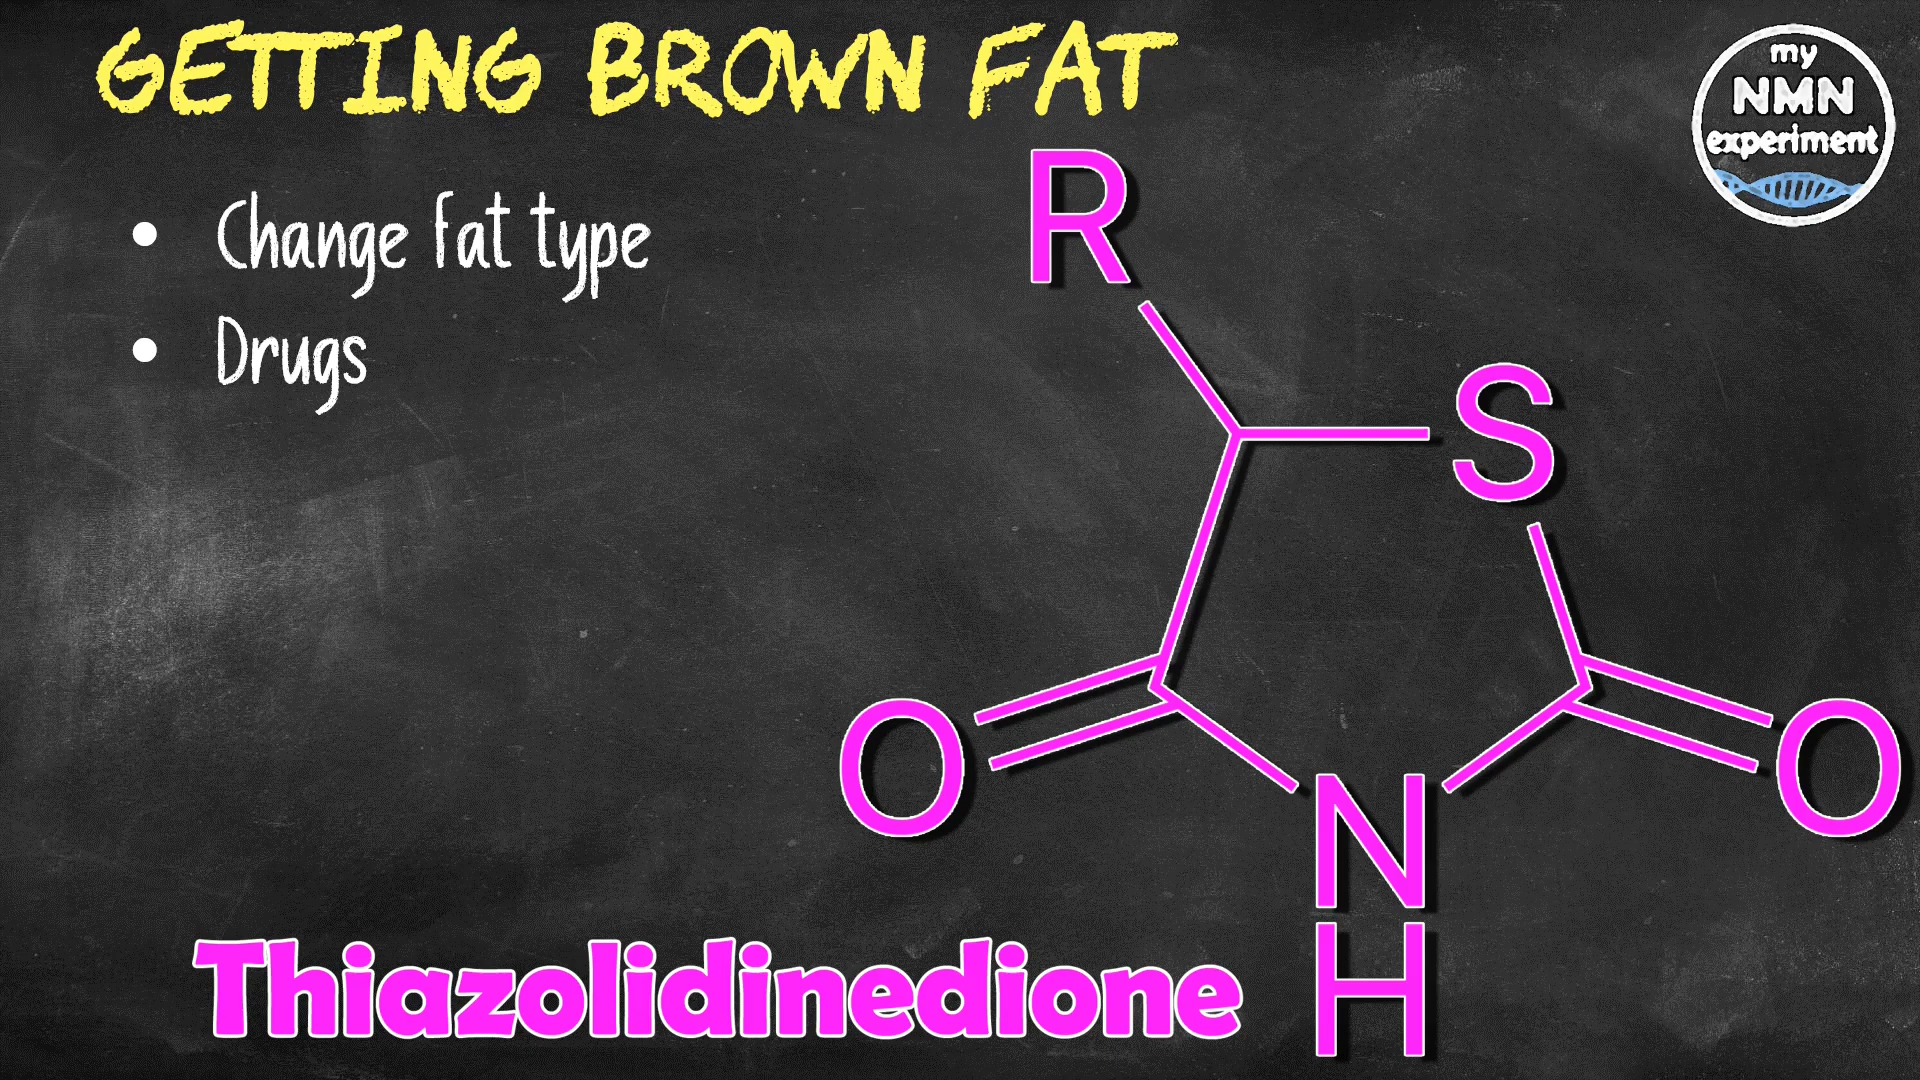 GETTING BROWN FAT
my
NMN
experiment
• Change fat type
• Drugs
R
S
O
O
N
H
Thiazolidinedione